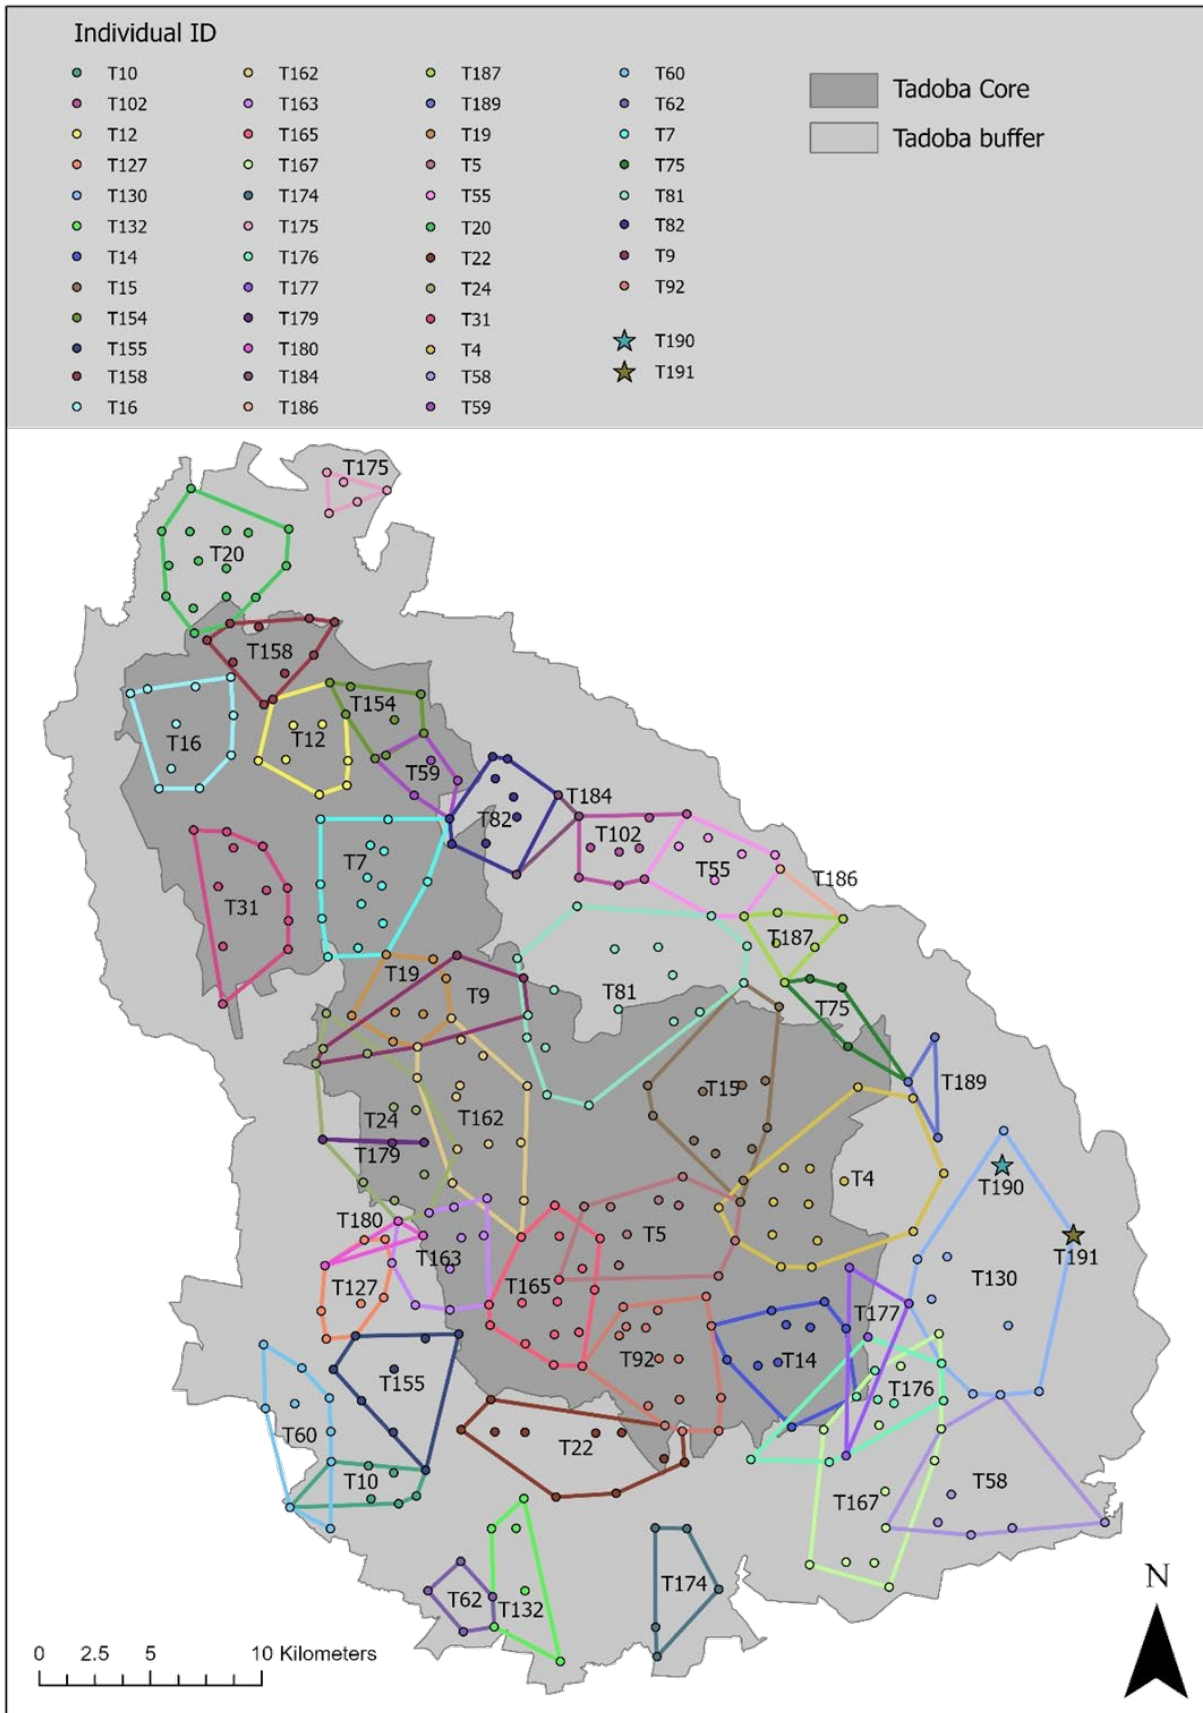 Individual ID
T10 T162 T187 T60 Tadoba Core
T102 T163 T189 T62
T12 T165 T19 T7 Tadoba buffer
T127 T167 T5 T75
T130 T174 T55 T81
T132 T175 T20 T82
T14 T176 T22 T9
T15 T177 T24 T92
T154 T179 T31
T155 T180 T4 T190
T158 T184 T58 T191
T16 T186 T59
T175
T20
T158
T154
T16 T12
T59
T184
T82
T102
T7 T55 T186
T31
T187
T19 T9
T81 T75
T15 T189
T24 T162
T179
T4 T190
T180
T163 T5 T191
T127 T165 T130
T177
T92 T14
T155 T176
T60 T22
T10 T58
T167
T174
T62 T132
N
0 2.5 5 10 Kilometers